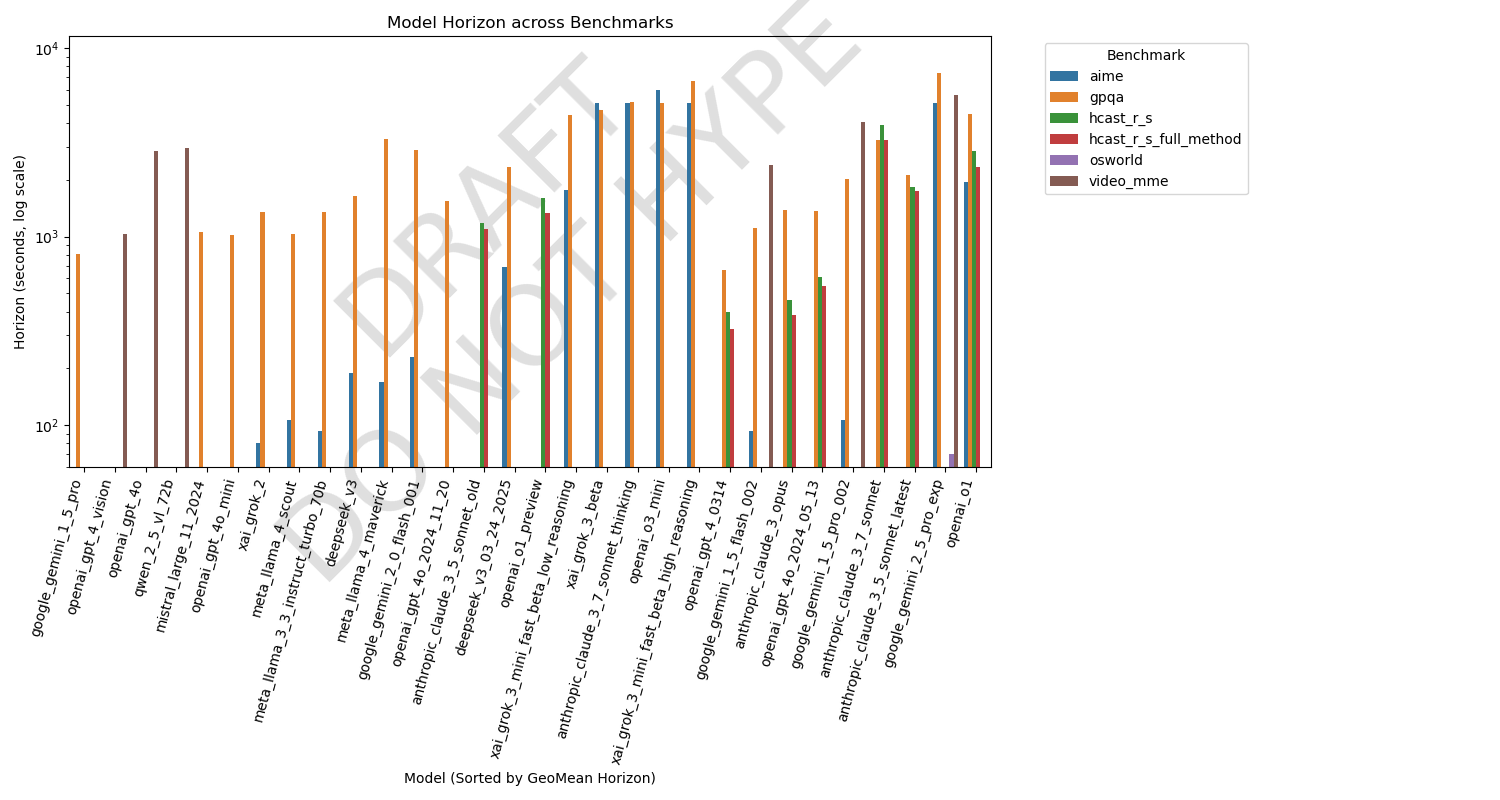 Model Horizon across Benchmarks
DRAFT
DO NOT HYPE
Horizon (seconds, log scale)
10^4
10^3
10^2
google_gemini_1_5_pro
openai_gpt_4_vision
openai_gpt_4o
qwen_2_5_vl_72b
mistral_large_11_2024
openai_gpt_4o_mini
xai_grok_2
meta_llama_4_scout
meta_llama_3_3_instruct_turbo_70b
deepseek_v3
meta_llama_4_maverick
google_gemini_2_0_flash_001
openai_gpt_4o_2024_11_20
anthropic_claude_3_5_sonnet_old
deepseek_v3_03_24_2025
openai_o1_preview
xai_grok_3_mini_fast_beta_low_reasoning
xai_grok_3_beta
anthropic_claude_3_7_sonnet_thinking
openai_o3_mini
xai_grok_3_mini_fast_beta_high_reasoning
openai_gpt_4_0314
google_gemini_1_5_flash_002
anthropic_claude_3_opus
openai_gpt_4o_2024_05_13
google_gemini_1_5_pro_002
anthropic_claude_3_7_sonnet
anthropic_claude_3_5_sonnet_latest
google_gemini_2_5_pro_exp
openai_o1
Model (Sorted by GeoMean Horizon)
Benchmark
aime
gpqa
hcast_r_s
hcast_r_s_full_method
osworld
video_mme